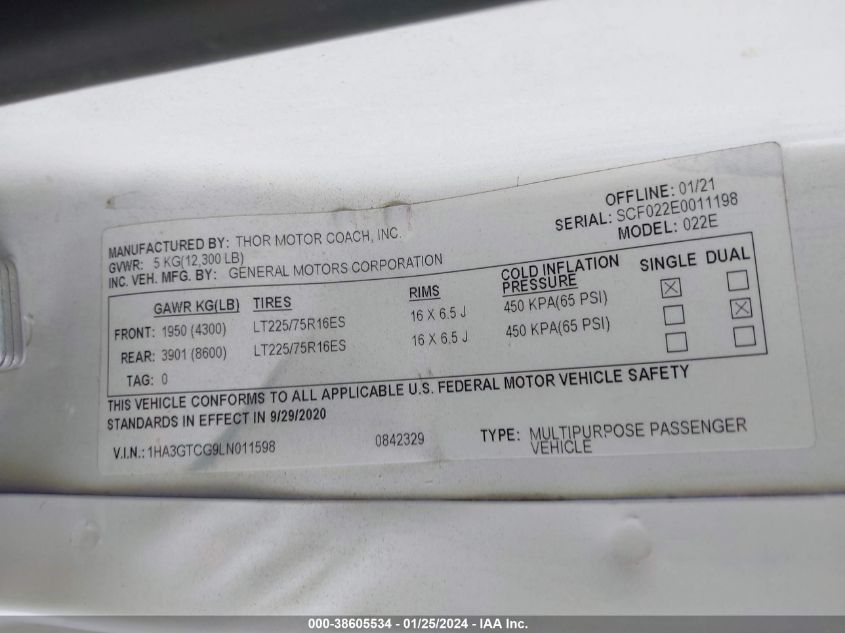 OFFLINE: 01/21
SERIAL: SCF022E0011198
MODEL: 022E
MANUFACTURED BY: THOR MOTOR COACH, INC.
GVWR: 5 KG(12,300 LB)
INC. VEH. MFG. BY: GENERAL MOTORS CORPORATION
GAWR KG(LB) TIRES RIMS COLD INFLATION PRESSURE SINGLE DUAL
FRONT: 1950 (4300) LT225/75R16ES 16 X 6.5 J 450 KPA(65 PSI)
REAR: 3901 (8600) LT225/75R16ES 16 X 6.5 J 450 KPA(65 PSI)
TAG: 0
THIS VEHICLE CONFORMS TO ALL APPLICABLE U.S. FEDERAL MOTOR VEHICLE SAFETY
STANDARDS IN EFFECT IN 9/29/2020
V.I.N.: 1HA3GTCG9LN011598 0842329 TYPE: MULTIPURPOSE PASSENGER
VEHICLE
000-38605534 - 01/25/2024 - IAA Inc.